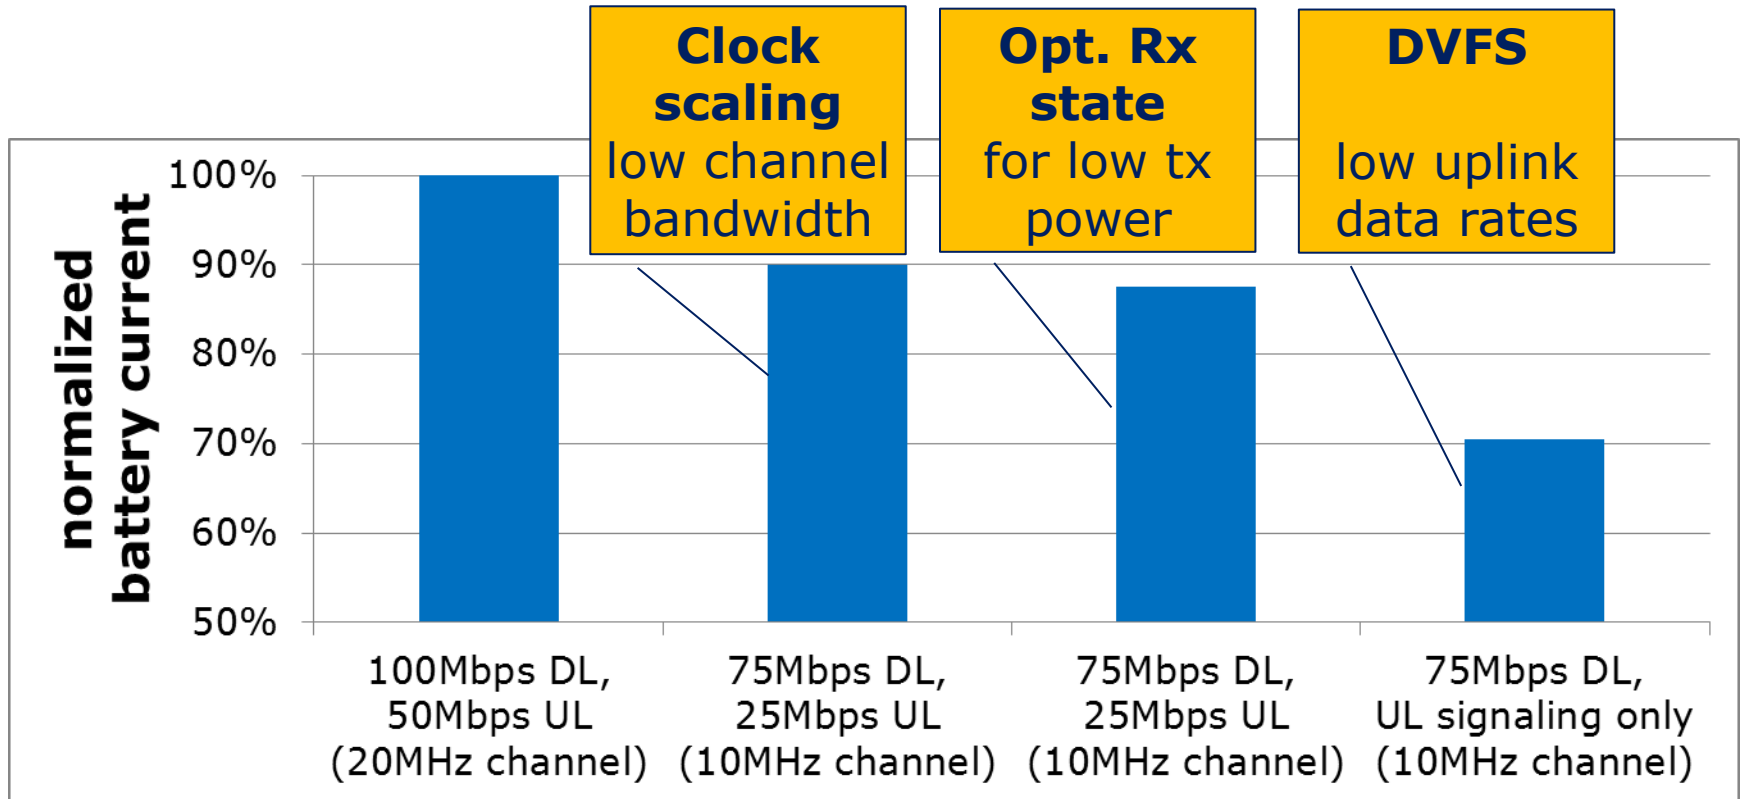 Clock
scaling
low channel
bandwidth
Opt. Rx
state
for low tx
power
DVFS
low uplink
data rates
normalized
battery current
100%
90%
80%
70%
60%
50%
100Mbps DL,
50Mbps UL
(20MHz channel)
75Mbps DL,
25Mbps UL
(10MHz channel)
75Mbps DL,
25Mbps UL
(10MHz channel)
75Mbps DL,
UL signaling only
(10MHz channel)